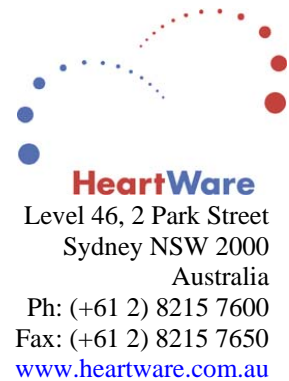 HeartWare
Level 46, 2 Park Street
Sydney NSW 2000
Australia
Ph: (+61 2) 8215 7600
Fax: (+61 2) 8215 7650
www.heartware.com.au